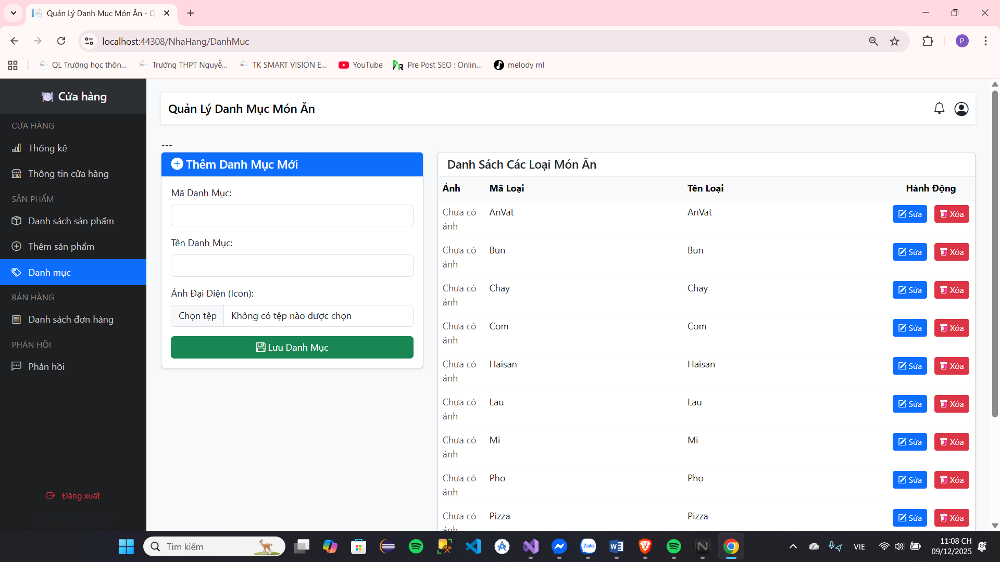 Quản Lý Danh Mục Món Ăn - Q
localhost:44308/NhaHang/DanhMuc
P
QL Trường học thôn...
Trường THPT Nguyễ...
TK SMART VISION E...
YouTube
Pre Post SEO : Onlin...
melody ml
Cửa hàng
CỬA HÀNG
Thống kê
Thông tin cửa hàng
SẢN PHẨM
Danh sách sản phẩm
Thêm sản phẩm
Danh mục
BÁN HÀNG
Danh sách đơn hàng
PHẢN HỒI
Phản hồi
Đăng xuất
Quản Lý Danh Mục Món Ăn
---
Thêm Danh Mục Mới
Mã Danh Mục:
Tên Danh Mục:
Ảnh Đại Diện (Icon):
Chọn tệp Không có tệp nào được chọn
Lưu Danh Mục
Danh Sách Các Loại Món Ăn
Ảnh Mã Loại Tên Loại Hành Động
Chưa có ảnh AnVat AnVat Sửa Xóa
Chưa có ảnh Bun Bun Sửa Xóa
Chưa có ảnh Chay Chay Sửa Xóa
Chưa có ảnh Com Com Sửa Xóa
Chưa có ảnh Haisan Haisan Sửa Xóa
Chưa có ảnh Lau Lau Sửa Xóa
Chưa có ảnh Mi Mi Sửa Xóa
Chưa có ảnh Pho Pho Sửa Xóa
Chưa có ảnh Pizza Pizza Sửa Xóa
Tìm kiếm
Zalo
VIE
11:08 CH
09/12/2025